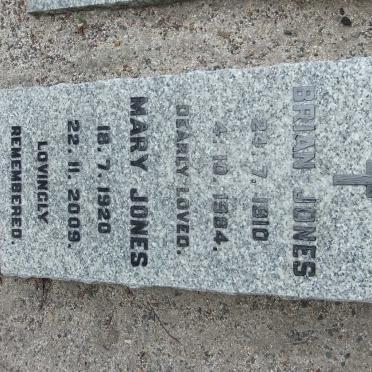 BRIAN JONES
24. 7. 1910
4. 10. 1984.
DEARLY LOVED.
MARY JONES
18. 7. 1920
22. 11. 2009.
LOVINGLY
REMEMBERED.